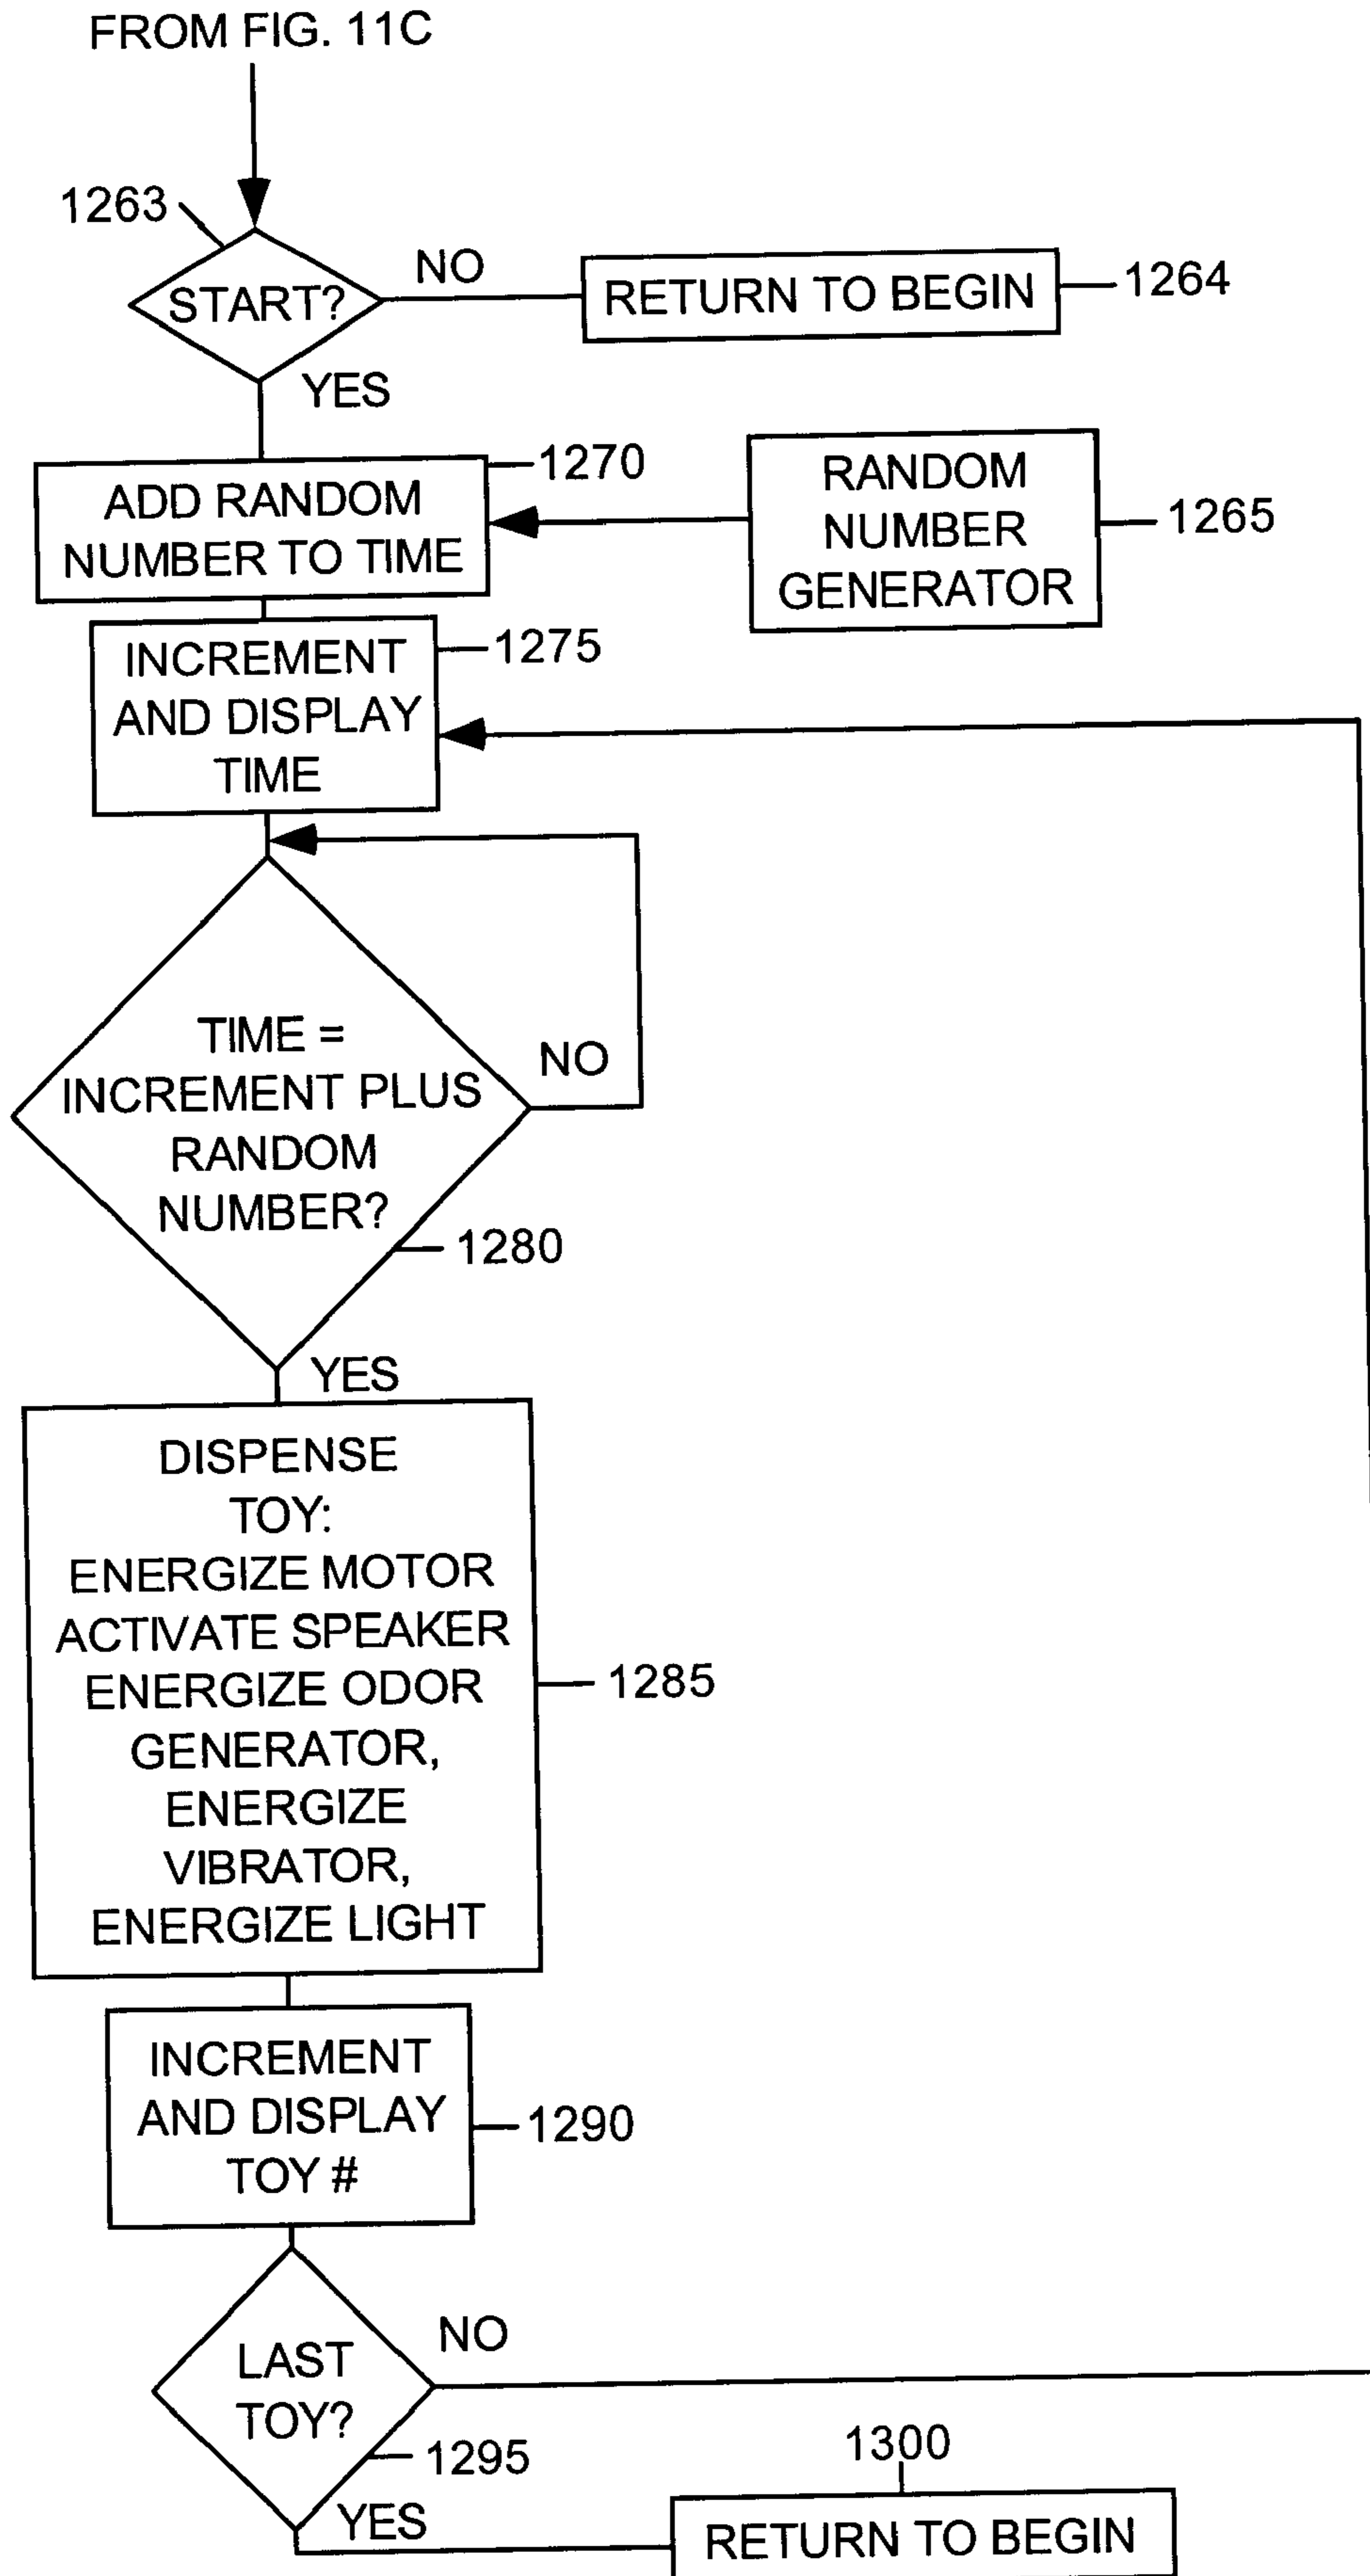 FROM FIG. 11C
1263
START?
NO
RETURN TO BEGIN
1264
YES
1270
ADD RANDOM
NUMBER TO TIME
RANDOM
NUMBER
GENERATOR
1265
INCREMENT
AND DISPLAY
TIME
1275
TIME =
INCREMENT PLUS
RANDOM
NUMBER?
NO
1280
YES
DISPENSE
TOY:
ENERGIZE MOTOR
ACTIVATE SPEAKER
ENERGIZE ODOR
GENERATOR,
ENERGIZE
VIBRATOR,
ENERGIZE LIGHT
1285
INCREMENT
AND DISPLAY
TOY #
1290
LAST
TOY?
NO
1295
YES
1300
RETURN TO BEGIN